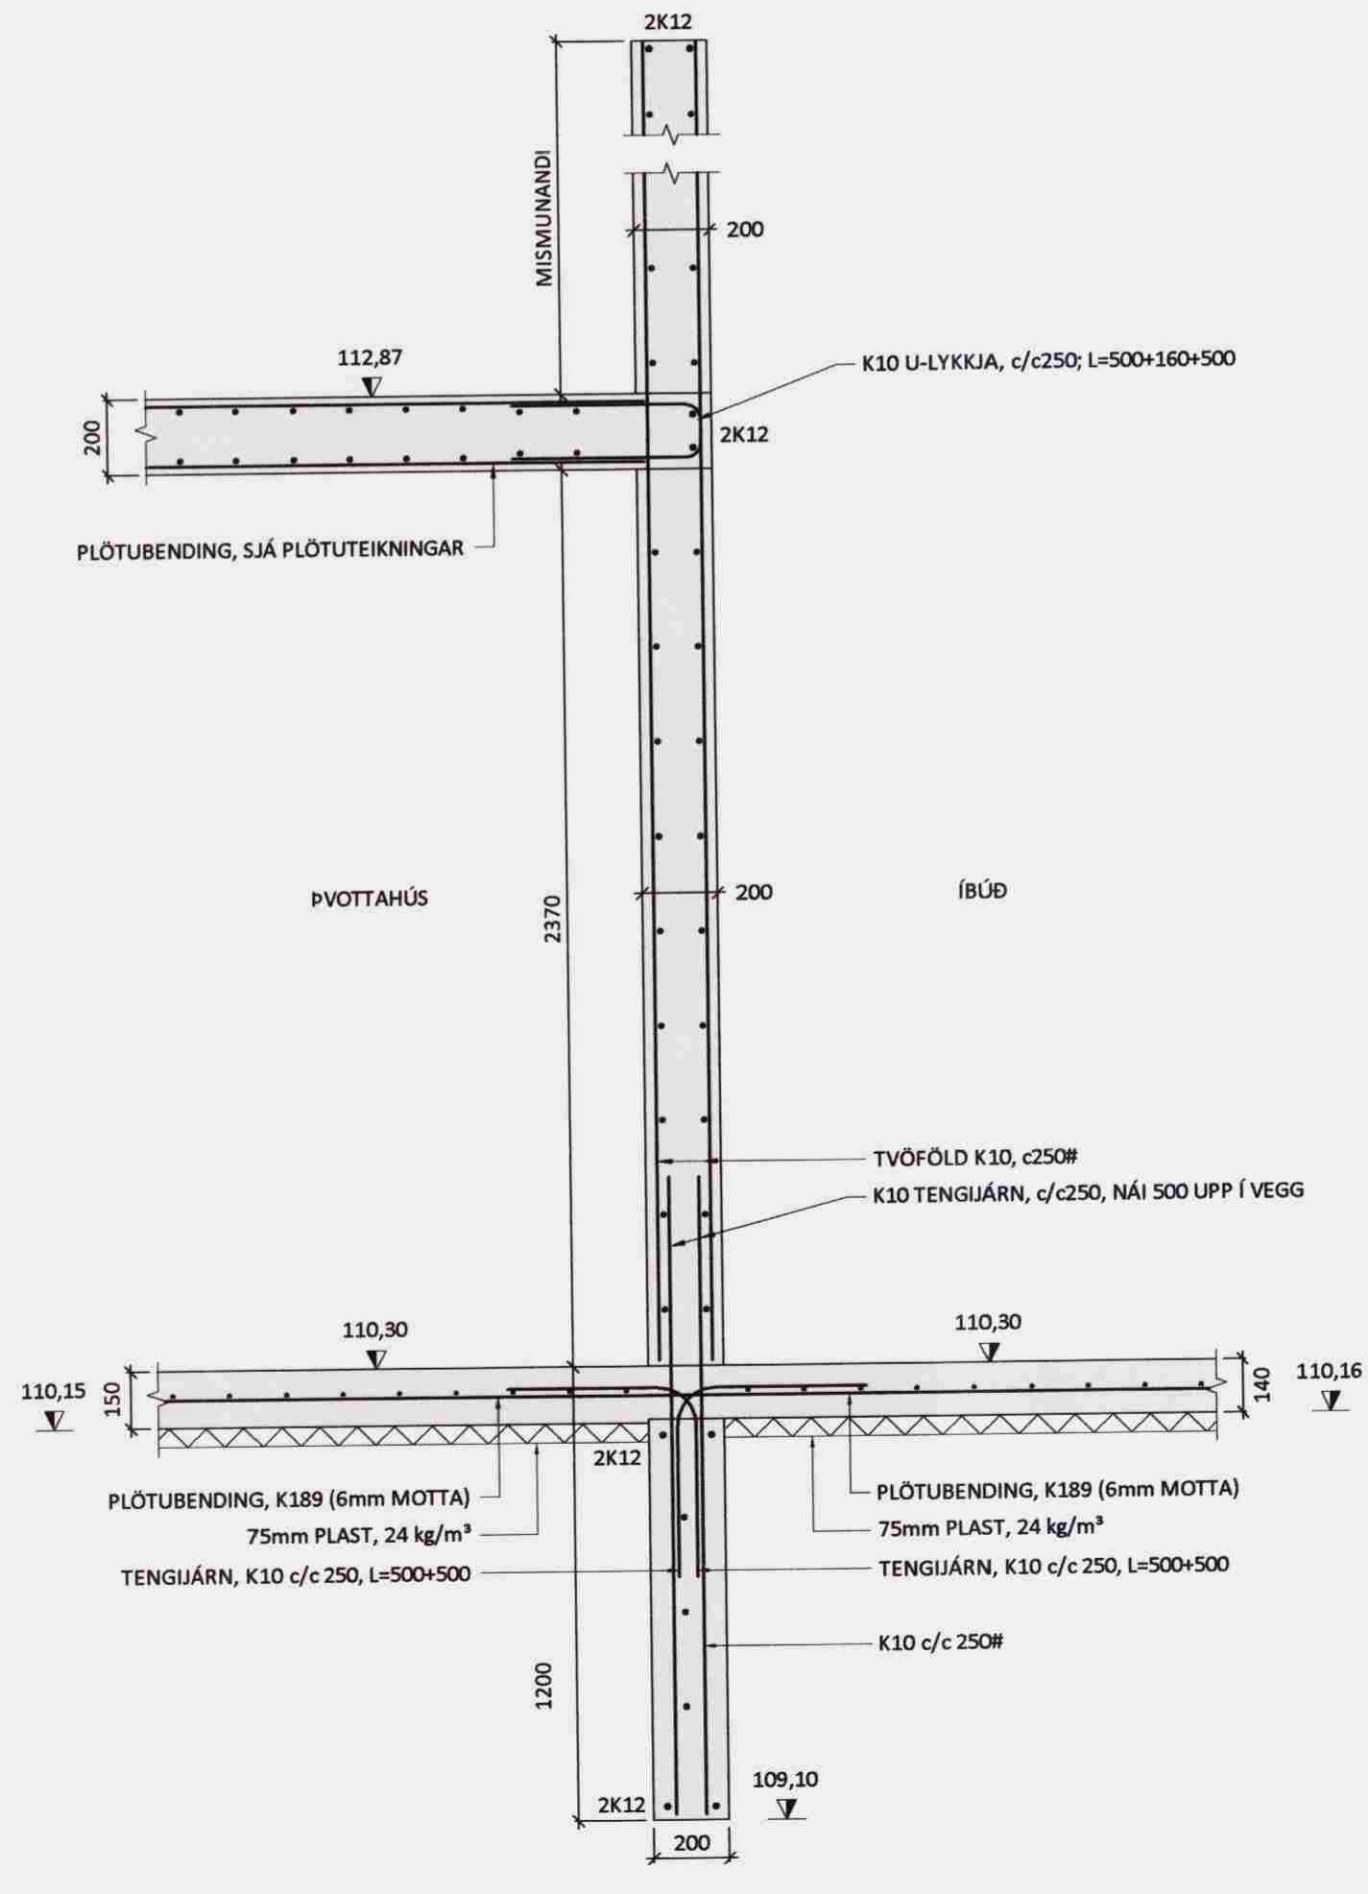 2K12
MISMUNANDI
200
112,87
K10 U-LYKKJA, c/c250; L=500+160+500
200
2K12
PLÖTUBENDING, SJÁ PLÖTUTEIKNINGAR
ÞVOTTAHÚS
2370
200
ÍBÚÐ
TVÖFÖLD K10, c250#
K10 TENGIJÁRN, c/c250, NÁI 500 UPP Í VEGG
110,30
110,30
110,15
150
140
110,16
2K12
PLÖTUBENDING, K189 (6mm MOTTA)
PLÖTUBENDING, K189 (6mm MOTTA)
75mm PLAST, 24 kg/m³
75mm PLAST, 24 kg/m³
TENGIJÁRN, K10 c/c 250, L=500+500
TENGIJÁRN, K10 c/c 250, L=500+500
K10 c/c 250#
1200
109,10
2K12
200